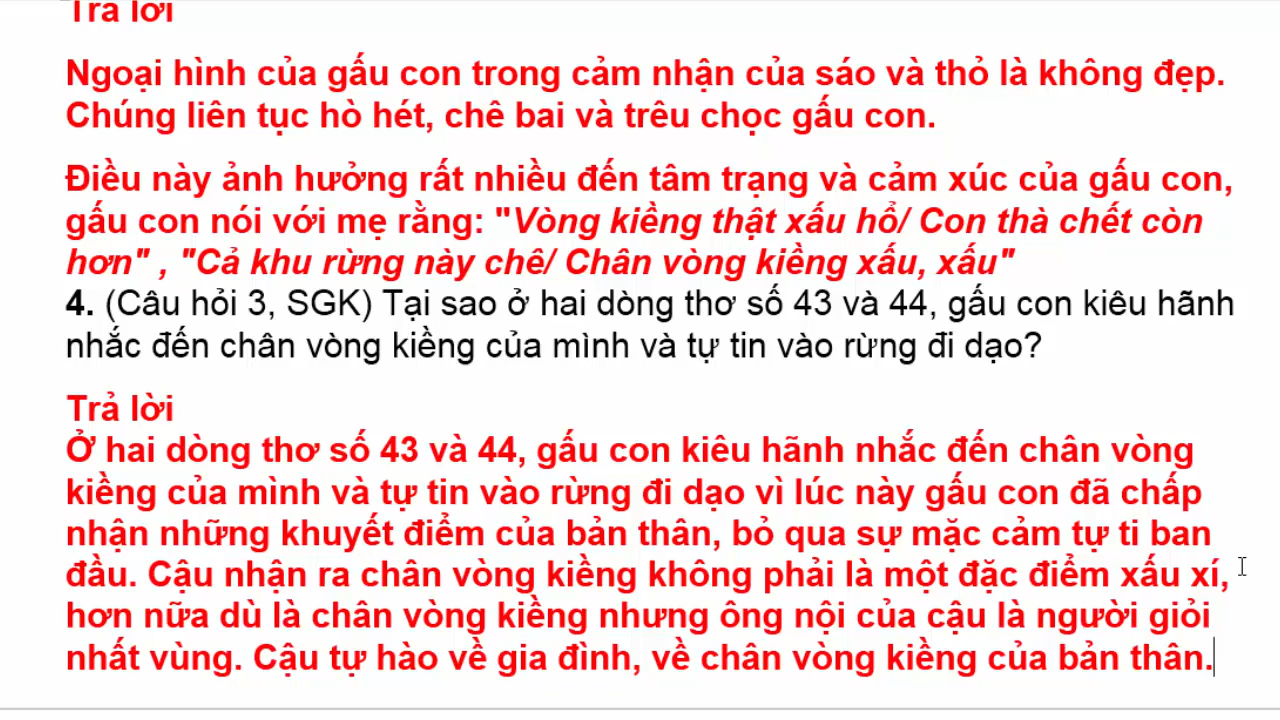 Trả lời
Ngoại hình của gấu con trong cảm nhận của sáo và thỏ là không đẹp.
Chúng liên tục hò hét, chê bai và trêu chọc gấu con.
Điều này ảnh hưởng rất nhiều đến tâm trạng và cảm xúc của gấu con,
gấu con nói với mẹ rằng: "Vòng kiềng thật xấu hổ/ Con thà chết còn
hơn" , "Cả khu rừng này chê/ Chân vòng kiềng xấu, xấu"
4. (Câu hỏi 3, SGK) Tại sao ở hai dòng thơ số 43 và 44, gấu con kiêu hãnh
nhắc đến chân vòng kiềng của mình và tự tin vào rừng đi dạo?
Trả lời
Ở hai dòng thơ số 43 và 44, gấu con kiêu hãnh nhắc đến chân vòng
kiềng của mình và tự tin vào rừng đi dạo vì lúc này gấu con đã chấp
nhận những khuyết điểm của bản thân, bỏ qua sự mặc cảm tự ti ban
đầu. Cậu nhận ra chân vòng kiềng không phải là một đặc điểm xấu xí,
hơn nữa dù là chân vòng kiềng nhưng ông nội của cậu là người giỏi
nhất vùng. Cậu tự hào về gia đình, về chân vòng kiềng của bản thân.